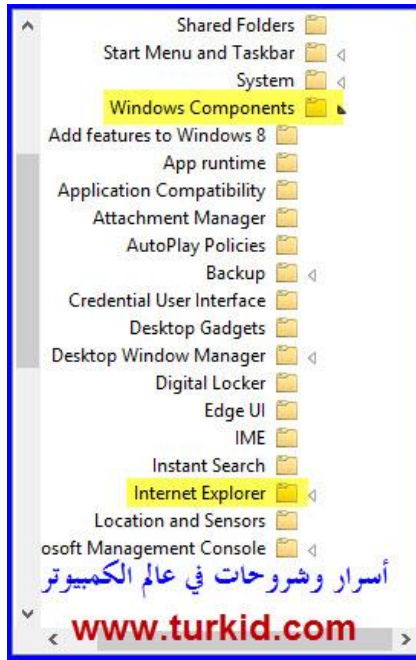 Shared Folders
Start Menu and Taskbar
System
Windows Components
Add features to Windows 8
App runtime
Application Compatibility
Attachment Manager
AutoPlay Policies
Backup
Credential User Interface
Desktop Gadgets
Desktop Window Manager
Digital Locker
Edge UI
IME
Instant Search
Internet Explorer
Location and Sensors
osoft Management Console
أسرار وشروحات في عالم الكمبيوتر
www.turkid.com